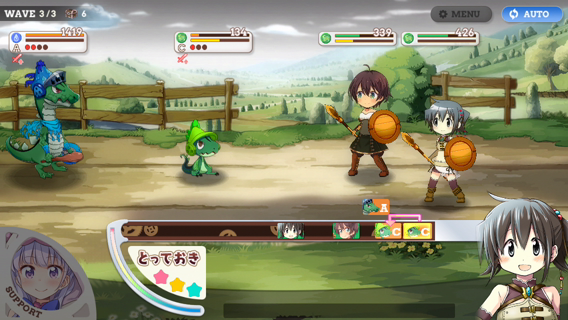 WAVE 3/3 6
MENU
AUTO
1419
134
339
426
A
C
A
C
C
とっておき
SUPPORT